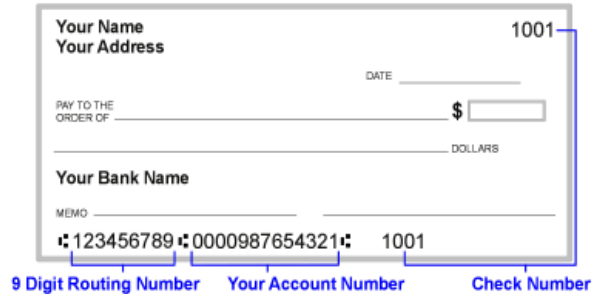 Your Name 1001
Your Address
DATE
PAY TO THE
ORDER OF $
DOLLARS
Your Bank Name
MEMO
⑆123456789⑆0000987654321⑆ 1001
9 Digit Routing Number Your Account Number Check Number